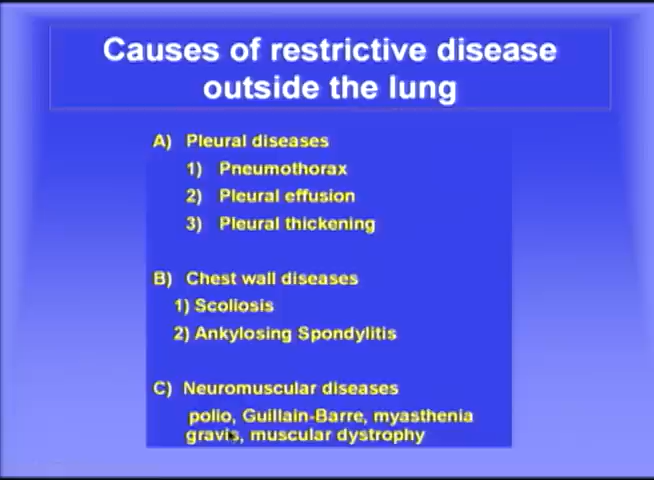 Causes of restrictive disease
outside the lung
A) Pleural diseases
1) Pneumothorax
2) Pleural effusion
3) Pleural thickening
B) Chest wall diseases
1) Scoliosis
2) Ankylosing Spondylitis
C) Neuromuscular diseases
polio, Guillain-Barre, myasthenia
gravis, muscular dystrophy